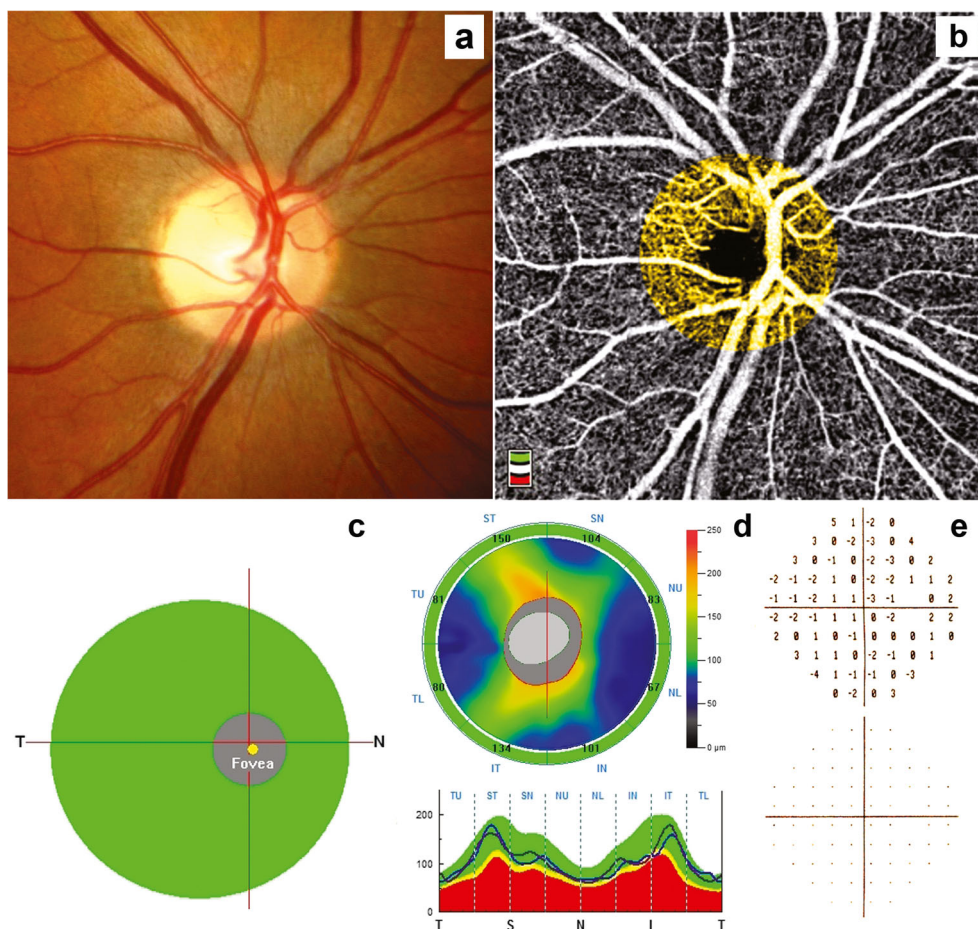 a
b
c
T
N
Fovea
d
ST
SN
150
104
TU
NU
81
83
80
67
TL
NL
134
101
IT
IN
250
200
150
100
50
0 µm
TU ST SN NU NL IN IT TL
200
100
0
T S N I T
e
5 1 -2 0
3 0 -2 -3 0 4
3 0 -1 0 -2 -3 0 2
-2 -1 -2 1 0 -2 -2 1 1 2
-1 -1 -2 1 1 -3 -1 0 2
-2 -2 -1 1 1 0 -2 2 2
2 0 1 0 -1 0 0 0 1 0
3 1 1 0 -2 -1 0 1
-4 1 -1 -1 0 -3
0 -2 0 3